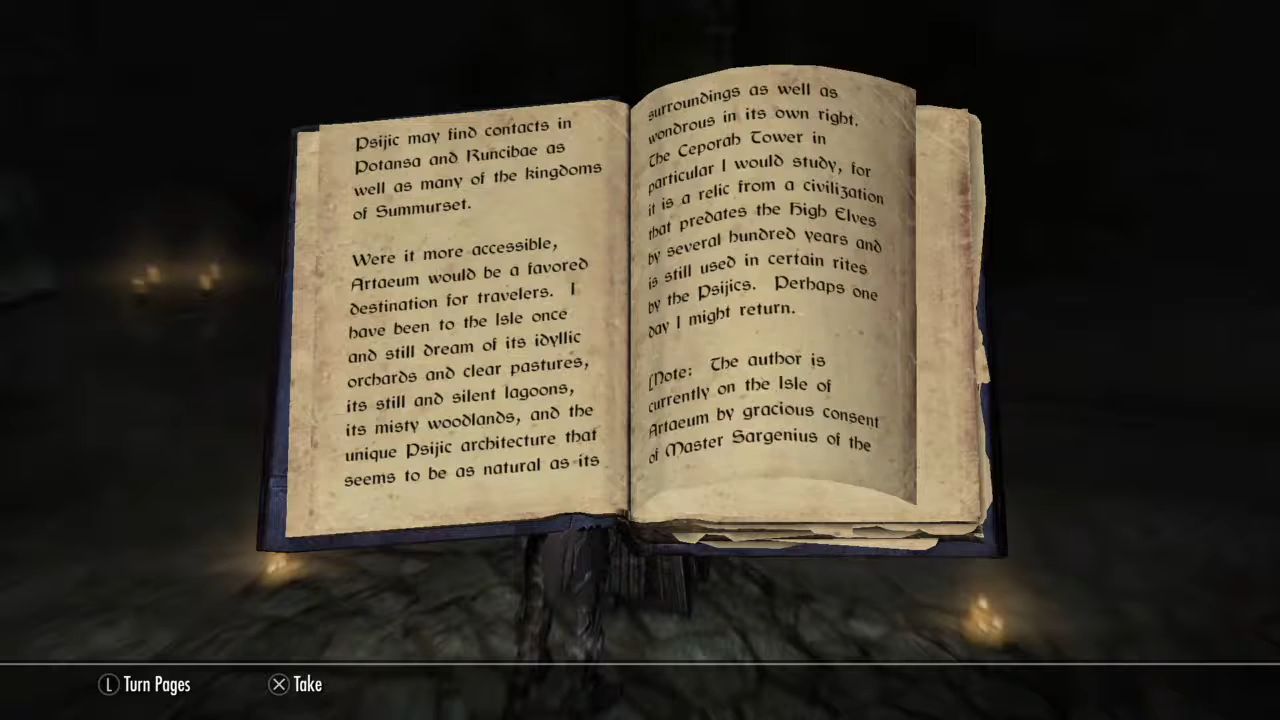 Psijic may find contacts in
Potansa and Runcibae as
well as many of the kingdoms
of Summurset.
Were it more accessible,
Artaeum would be a favored
destination for travelers. I
have been to the Isle once
and still dream of its idyllic
orchards and clear pastures,
its still and silent lagoons,
its misty woodlands, and the
unique Psijic architecture that
seems to be as natural as its
surroundings as well as
wondrous in its own right.
The Ceporah Tower in
particular I would study, for
it is a relic from a civilization
that predates the High Elves
by several hundred years and
is still used in certain rites
by the Psijics. Perhaps one
day I might return.
[Note: The author is
currently on the Isle of
Artaeum by gracious consent
of Master Sargenius of the
L Turn Pages
X Take